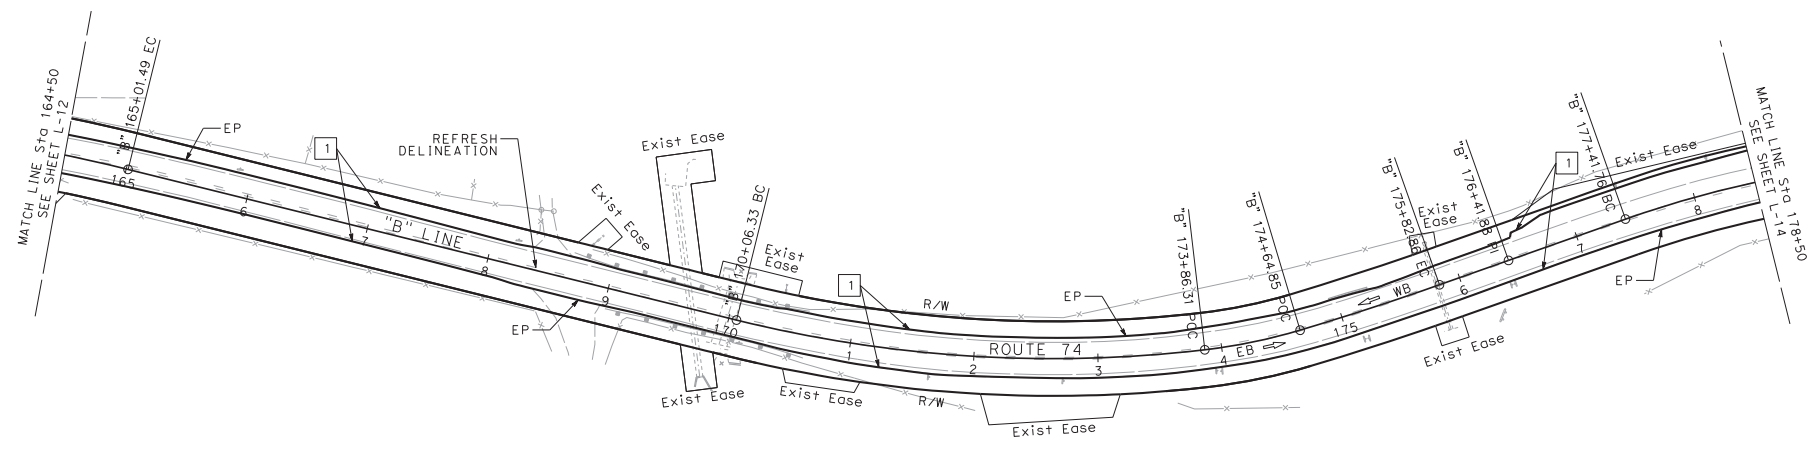 MATCH LINE Sta 164+50
SEE SHEET L-12
"B" 165+01.49 EC
165
EP
1
REFRESH
DELINEATION
6
7
"B" LINE
8
9
EP
Exist Ease
Exist Ease
"B" 170+06.33 BC
170
Exist Ease
Exist
Ease
Exist Ease
1
1
R/W
R/W
2
ROUTE 74
3
Exist Ease
EP
"B" 173+86.31 POC
4
EB
"B" 174+64.85 POC
175
WB
"B" 175+82.86 EC
Exist
Ease
Exist Ease
6
"B" 176+41.88 PI
1
7
"B" 177+41.76 BC
Exist Ease
EP
8
MATCH LINE Sta 178+50
SEE SHEET L-14